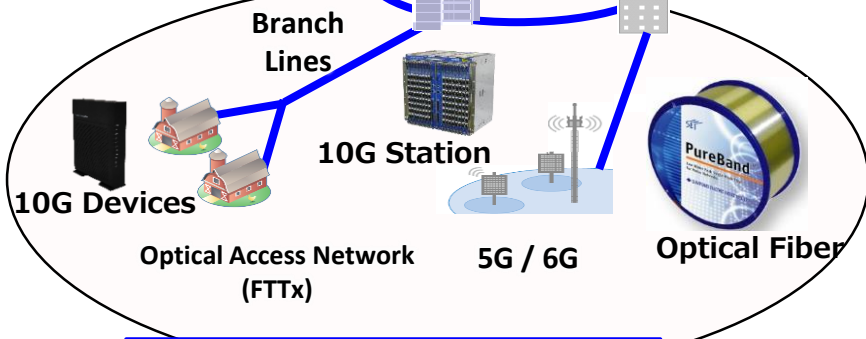 Branch
Lines
10G Station
10G Devices
PureBand
Optical Access Network
(FTTx)
5G / 6G
Optical Fiber